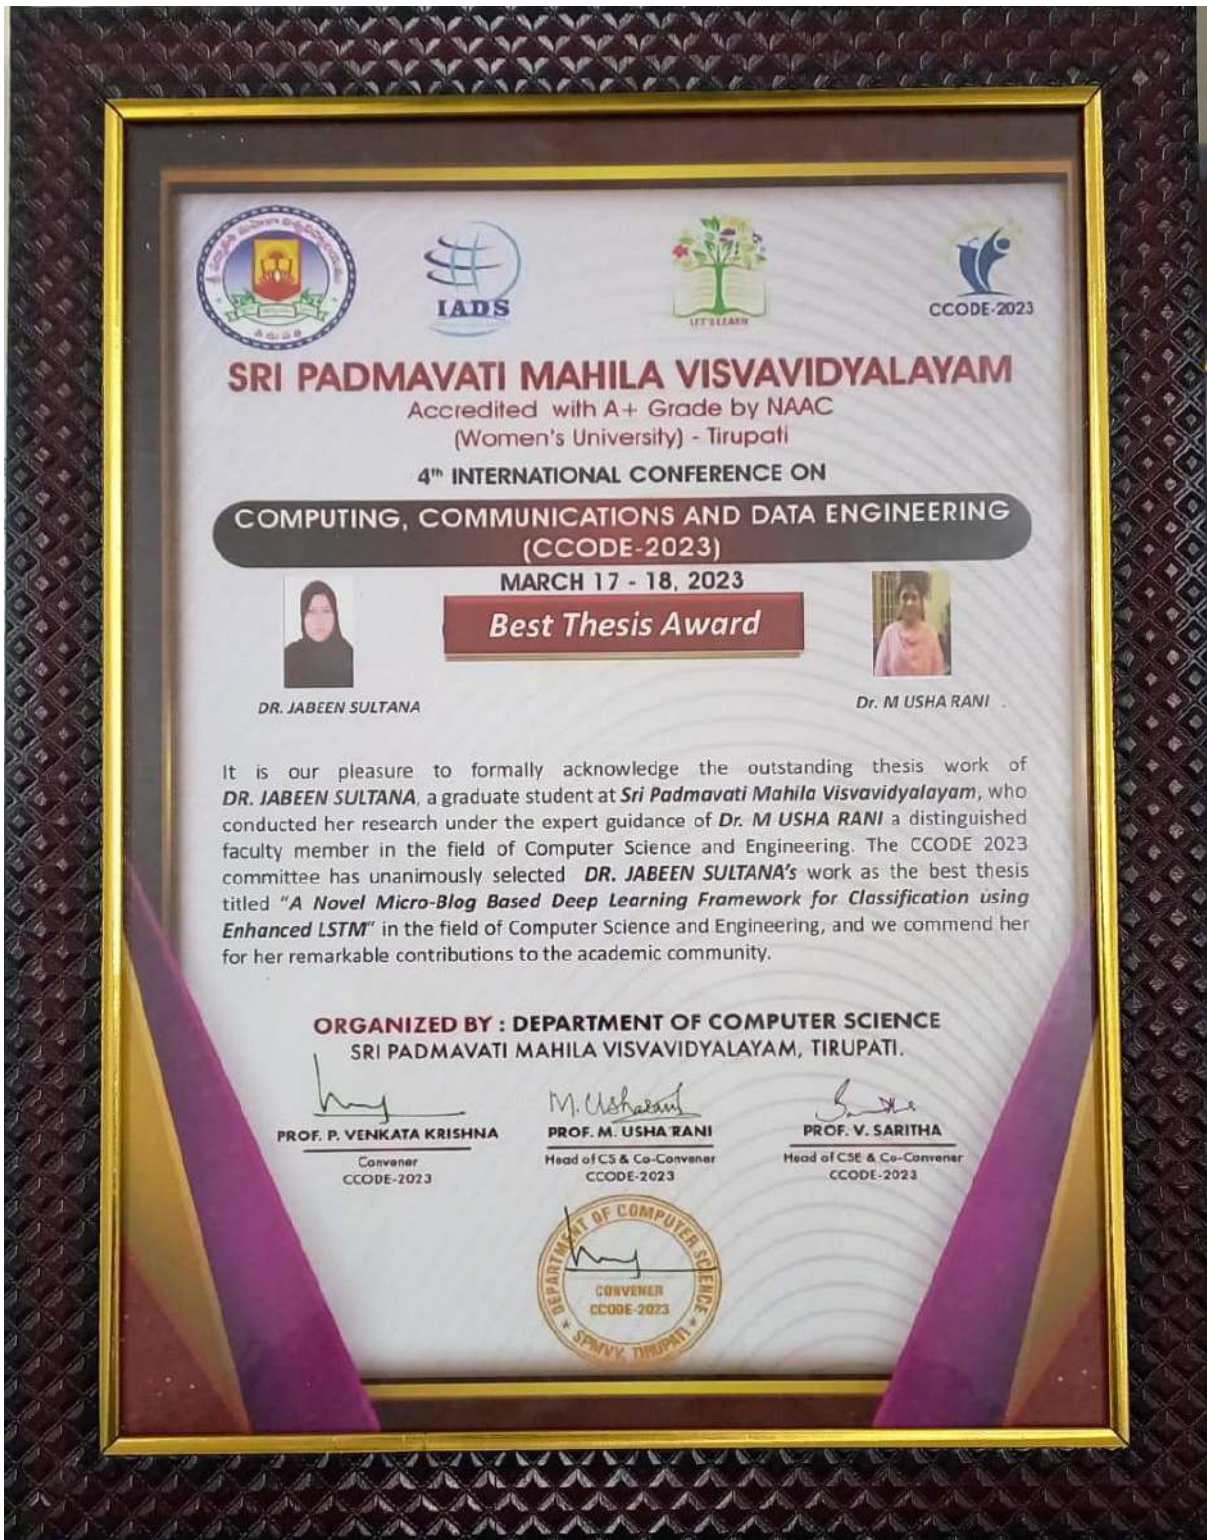 శ్రీ పద్మావతి మహిళా విశ్వవిద్యాలయం
తిరుపతి
IADS
LET'S LEARN
CCODE-2023
SRI PADMAVATI MAHILA VISVAVIDYALAYAM
Accredited with A+ Grade by NAAC
(Women's University) - Tirupati
4th INTERNATIONAL CONFERENCE ON
COMPUTING, COMMUNICATIONS AND DATA ENGINEERING
(CCODE-2023)
MARCH 17 - 18, 2023
Best Thesis Award
DR. JABEEN SULTANA
Dr. M USHA RANI
It is our pleasure to formally acknowledge the outstanding thesis work of
DR. JABEEN SULTANA, a graduate student at Sri Padmavati Mahila Visvavidyalayam, who
conducted her research under the expert guidance of Dr. M USHA RANI a distinguished
faculty member in the field of Computer Science and Engineering. The CCODE 2023
committee has unanimously selected DR. JABEEN SULTANA's work as the best thesis
titled "A Novel Micro-Blog Based Deep Learning Framework for Classification using
Enhanced LSTM" in the field of Computer Science and Engineering, and we commend her
for her remarkable contributions to the academic community.
ORGANIZED BY : DEPARTMENT OF COMPUTER SCIENCE
SRI PADMAVATI MAHILA VISVAVIDYALAYAM, TIRUPATI.
M. Usharani
PROF. P. VENKATA KRISHNA
Convener
CCODE-2023
PROF. M. USHA RANI
Head of CS & Co-Convener
CCODE-2023
PROF. V. SARITHA
Head of CSE & Co-Convener
CCODE-2023
DEPARTMENT OF COMPUTER SCIENCE
CONVENER
CCODE-2023
SPMVV, TIRUPATI